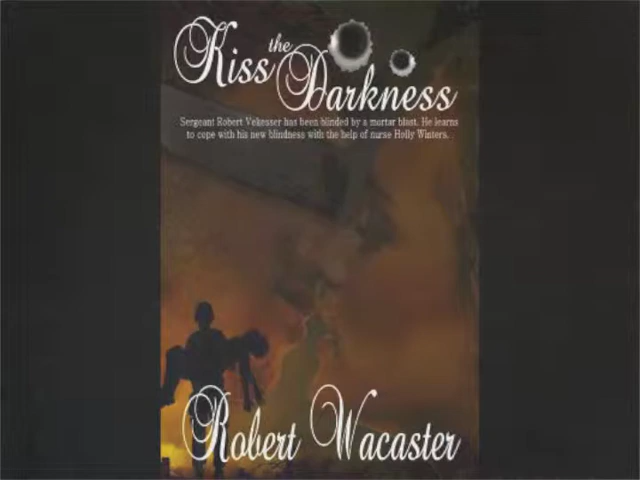 Kiss the
Darkness
Sergeant Robert Vekesser has been blinded by a mortar blast. He learns
to cope with his new blindness with the help of nurse Holly Winters.
Robert Wacaster